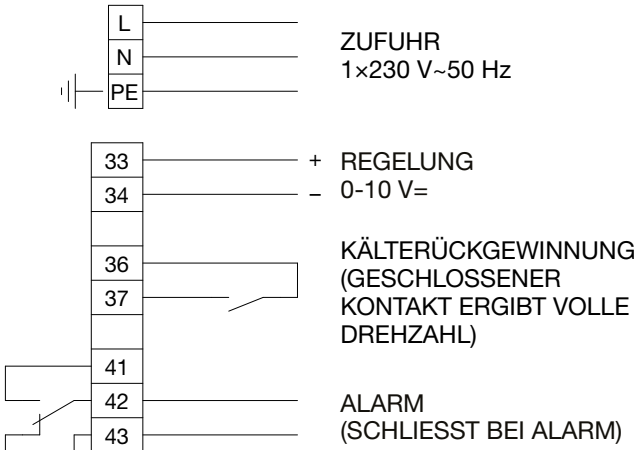 L
N
PE
ZUFUHR
1×230 V~50 Hz
33
34
+
–
REGELUNG
0-10 V=
36
37
KÄLTERÜCKGEWINNUNG
(GESCHLOSSENER
KONTAKT ERGIBT VOLLE
DREHZAHL)
41
42
43
ALARM
(SCHLIESST BEI ALARM)